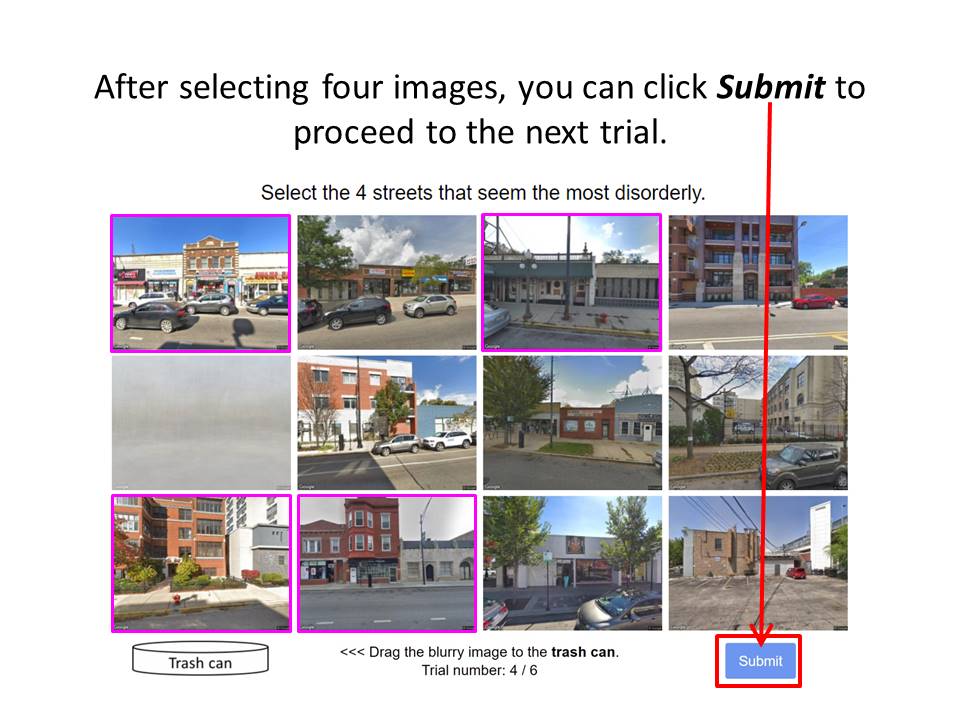 After selecting four images, you can click Submit to
proceed to the next trial.
Select the 4 streets that seem the most disorderly.
Trash can
<<< Drag the blurry image to the trash can.
Trial number: 4 / 6
Submit